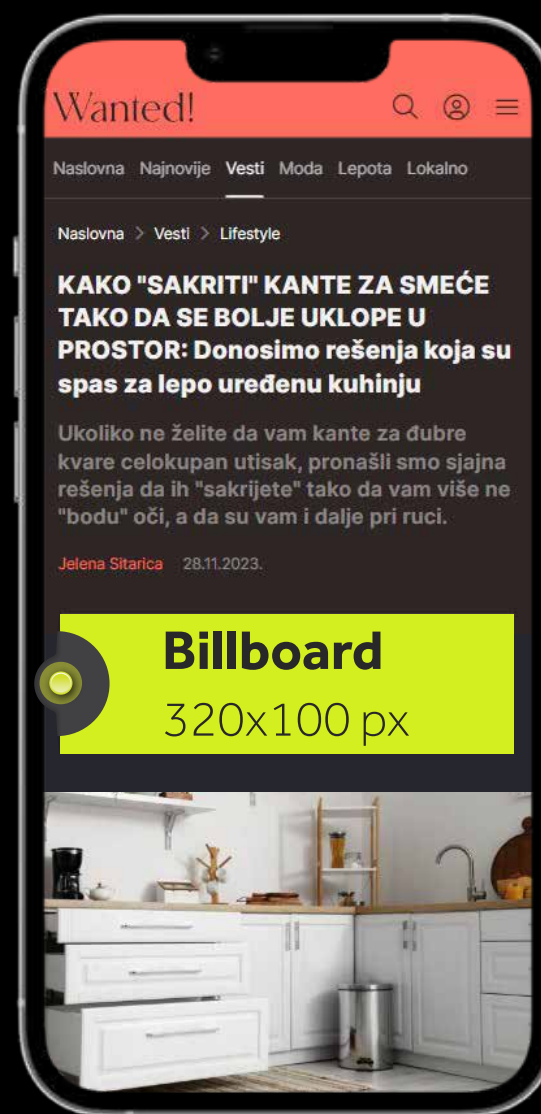 Wanted!
Naslovna Najnovije Vesti Moda Lepota Lokalno
Naslovna > Vesti > Lifestyle
KAKO "SAKRITI" KANTE ZA SMEĆE
TAKO DA SE BOLJE UKLOPE U
PROSTOR: Donosimo rešenja koja su
spas za lepo uređenu kuhinju
Ukoliko ne želite da vam kante za đubre
kvare celokupan utisak, pronašli smo sjajna
rešenja da ih "sakrijete" tako da vam više ne
"bodu" oči, a da su vam i dalje pri ruci.
Jelena Sitarica 28.11.2023.
Billboard
320x100 px